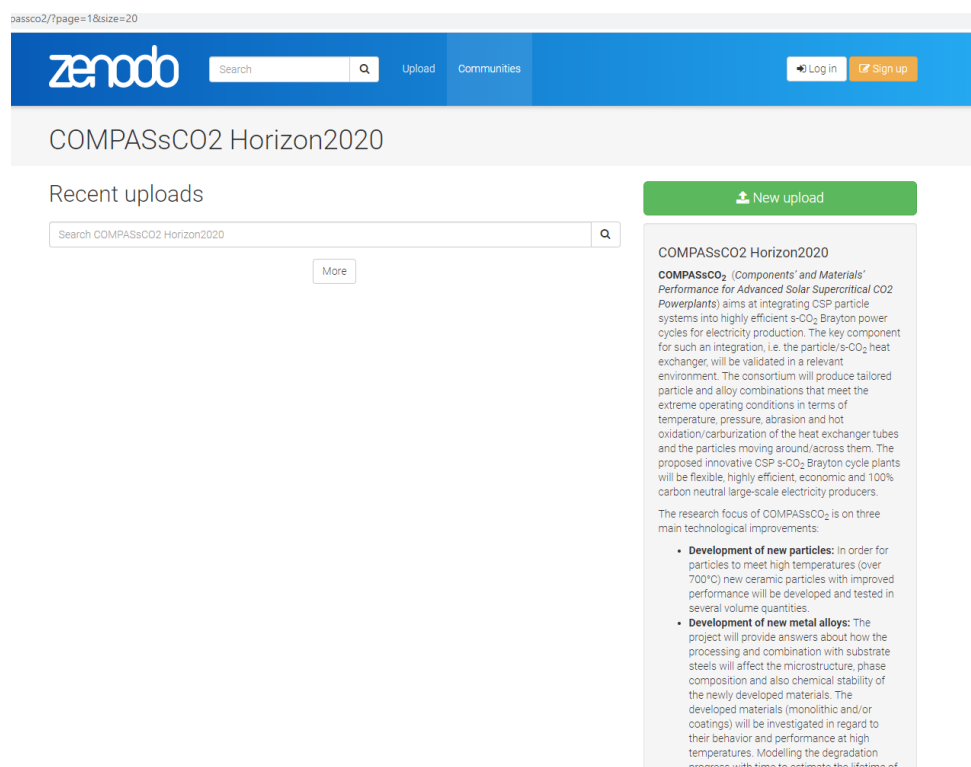 passco2/?page=1&size=20
zenodo
Search
Upload
Communities
Log in
Sign up
COMPASsCO2 Horizon2020
Recent uploads
Search COMPASsCO2 Horizon2020
More
New upload
COMPASsCO2 Horizon2020
COMPASsCO₂ (Components' and Materials'
Performance for Advanced Solar Supercritical CO2
Powerplants) aims at integrating CSP particle
systems into highly efficient s-CO₂ Brayton power
cycles for electricity production. The key component
for such an integration, i.e. the particle/s-CO₂ heat
exchanger, will be validated in a relevant
environment. The consortium will produce tailored
particle and alloy combinations that meet the
extreme operating conditions in terms of
temperature, pressure, abrasion and hot
oxidation/carburization of the heat exchanger tubes
and the particles moving around/across them. The
proposed innovative CSP s-CO₂ Brayton cycle plants
will be flexible, highly efficient, economic and 100%
carbon neutral large-scale electricity producers.
The research focus of COMPASsCO₂ is on three
main technological improvements:
• Development of new particles: In order for
particles to meet high temperatures (over
700°C) new ceramic particles with improved
performance will be developed and tested in
several volume quantities.
• Development of new metal alloys: The
project will provide answers about how the
processing and combination with substrate
steels will affect the microstructure, phase
composition and also chemical stability of
the newly developed materials. The
developed materials (monolithic and/or
coatings) will be investigated in regard to
their behavior and performance at high
temperatures. Modelling the degradation
progress with time to estimate the lifetime of